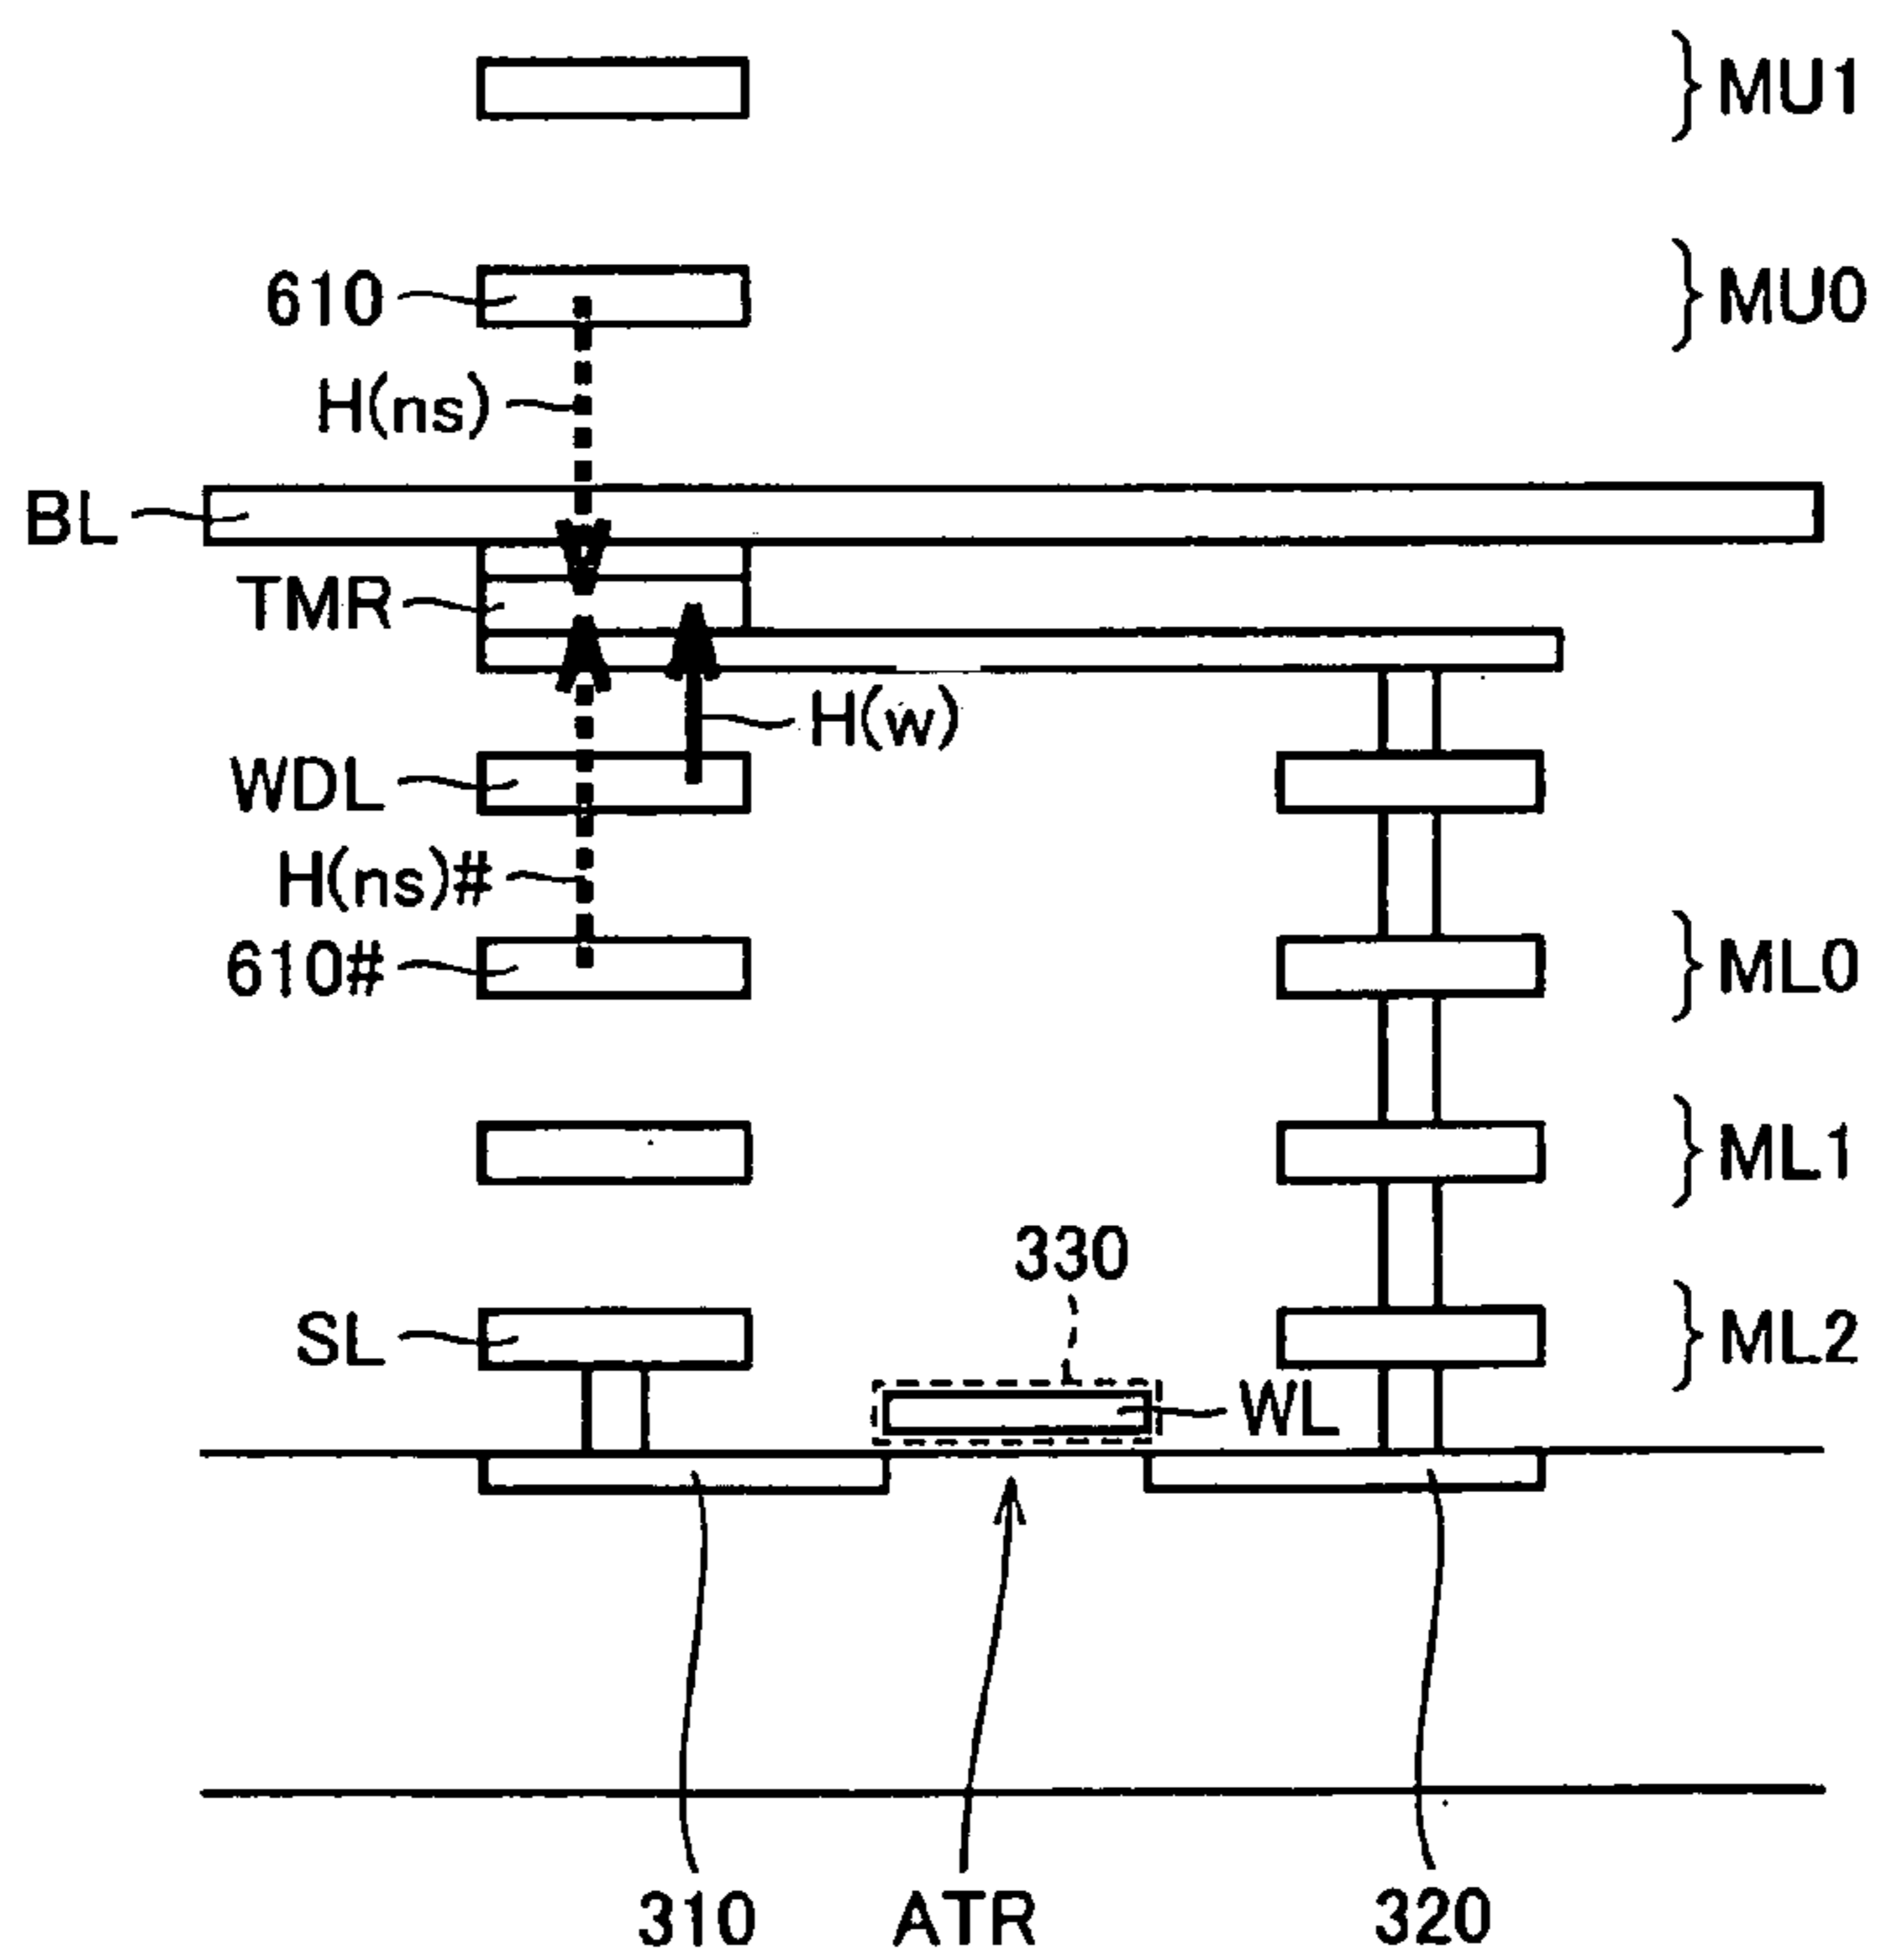 MU1
610
MU0
H(ns)
BL
TMR
H(w)
WDL
H(ns)#
610#
ML0
ML1
330
SL
ML2
WL
310
ATR
320